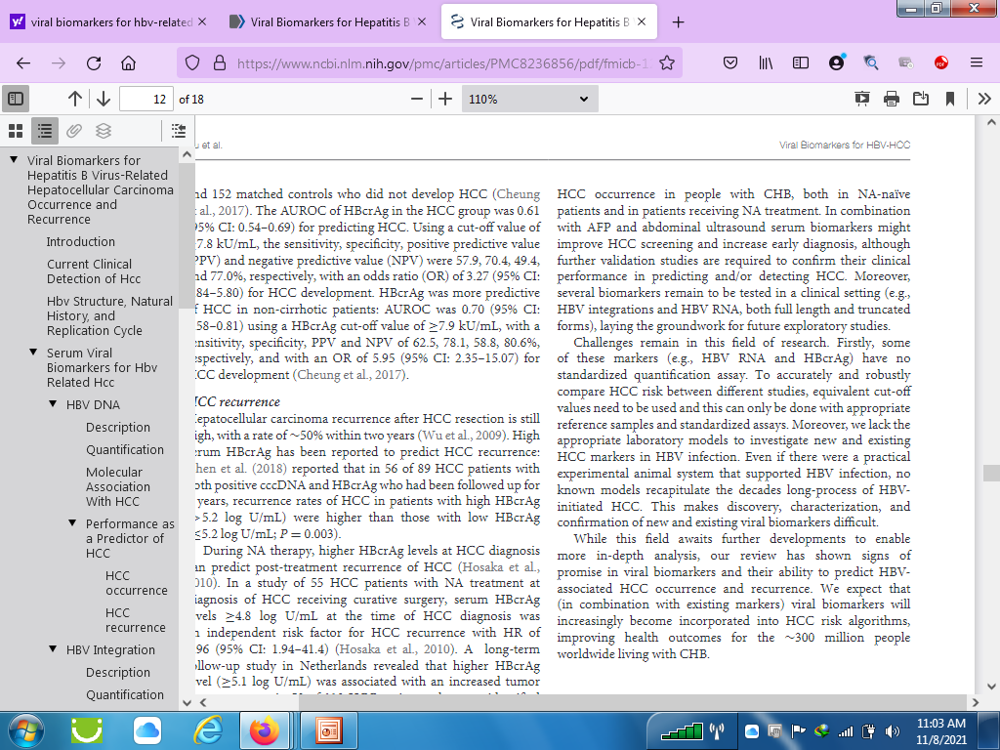 viral biomarkers for hbv-related
Viral Biomarkers for Hepatitis B
Viral Biomarkers for Hepatitis B
https://www.ncbi.nlm.nih.gov/pmc/articles/PMC8236856/pdf/fmicb-1
12 of 18
110%
Viral Biomarkers for Hepatitis B Virus-Related Hepatocellular Carcinoma Occurrence and Recurrence
Introduction
Current Clinical
Detection of Hcc
Hbv Structure, Natural
History, and
Replication Cycle
Serum Viral
Biomarkers for Hbv
Related Hcc
HBV DNA
Description
Quantification
Molecular
Association
With HCC
Performance as
a Predictor of
HCC
HCC
occurrence
HCC
recurrence
HBV Integration
Description
Quantification
u et al.
Viral Biomarkers for HBV-HCC
nd 152 matched controls who did not develop HCC (Cheung
al., 2017). The AUROC of HBcrAg in the HCC group was 0.61
95% CI: 0.54–0.69) for predicting HCC. Using a cut-off value of
7.8 kU/mL, the sensitivity, specificity, positive predictive value
PPV) and negative predictive value (NPV) were 57.9, 70.4, 49.4,
nd 77.0%, respectively, with an odds ratio (OR) of 3.27 (95% CI:
84–5.80) for HCC development. HBcrAg was more predictive
f HCC in non-cirrhotic patients: AUROC was 0.70 (95% CI:
58–0.81) using a HBcrAg cut-off value of ≥7.9 kU/mL, with a
ensitivity, specificity, PPV and NPV of 62.5, 78.1, 58.8, 80.6%,
espectively, and with an OR of 5.95 (95% CI: 2.35–15.07) for
CC development (Cheung et al., 2017).
CC recurrence
epatocellular carcinoma recurrence after HCC resection is still
igh, with a rate of ∼50% within two years (Wu et al., 2009). High
erum HBcrAg has been reported to predict HCC recurrence:
hen et al. (2018) reported that in 56 of 89 HCC patients with
oth positive cccDNA and HBcrAg who had been followed up for
years, recurrence rates of HCC in patients with high HBcrAg
>5.2 log U/mL) were higher than those with low HBcrAg
≤5.2 log U/mL; P = 0.003).
During NA therapy, higher HBcrAg levels at HCC diagnosis
an predict post-treatment recurrence of HCC (Hosaka et al.,
010). In a study of 55 HCC patients with NA treatment at
iagnosis of HCC receiving curative surgery, serum HBcrAg
vels ≥4.8 log U/mL at the time of HCC diagnosis was
n independent risk factor for HCC recurrence with HR of
96 (95% CI: 1.94–41.4) (Hosaka et al., 2010). A long-term
ollow-up study in Netherlands revealed that higher HBcrAg
vel (≥5.1 log U/mL) was associated with an increased tumor
HCC occurrence in people with CHB, both in NA-naïve
patients and in patients receiving NA treatment. In combination
with AFP and abdominal ultrasound serum biomarkers might
improve HCC screening and increase early diagnosis, although
further validation studies are required to confirm their clinical
performance in predicting and/or detecting HCC. Moreover,
several biomarkers remain to be tested in a clinical setting (e.g.,
HBV integrations and HBV RNA, both full length and truncated
forms), laying the groundwork for future exploratory studies.
Challenges remain in this field of research. Firstly, some
of these markers (e.g., HBV RNA and HBcrAg) have no
standardized quantification assay. To accurately and robustly
compare HCC risk between different studies, equivalent cut-off
values need to be used and this can only be done with appropriate
reference samples and standardized assays. Moreover, we lack the
appropriate laboratory models to investigate new and existing
HCC markers in HBV infection. Even if there were a practical
experimental animal system that supported HBV infection, no
known models recapitulate the decades long-process of HBV-
initiated HCC. This makes discovery, characterization, and
confirmation of new and existing viral biomarkers difficult.
While this field awaits further developments to enable
more in-depth analysis, our review has shown signs of
promise in viral biomarkers and their ability to predict HBV-
associated HCC occurrence and recurrence. We expect that
(in combination with existing markers) viral biomarkers will
increasingly become incorporated into HCC risk algorithms,
improving health outcomes for the ∼300 million people
worldwide living with CHB.
11:03 AM
11/8/2021